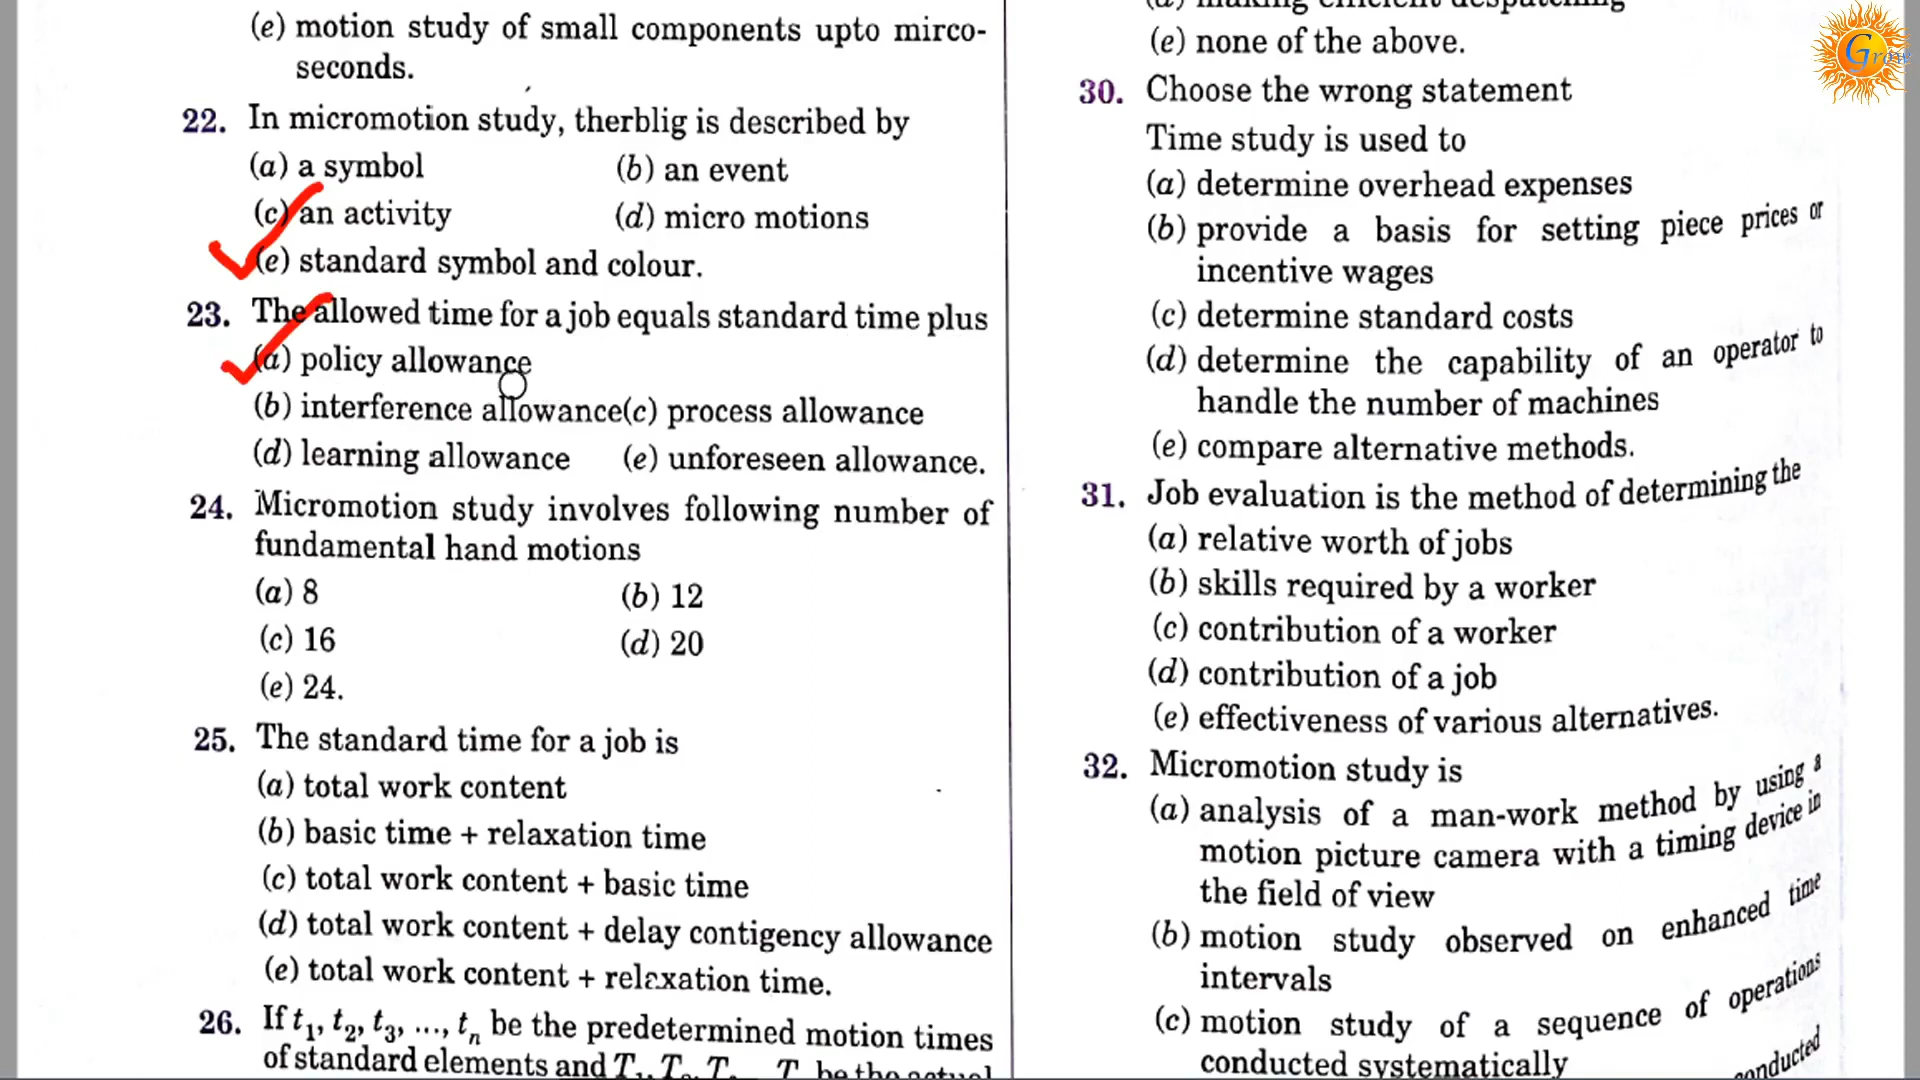 (e) motion study of small components upto mirco-
seconds.
22. In micromotion study, therblig is described by
(a) a symbol (b) an event
(c) an activity (d) micro motions
(e) standard symbol and colour.
23. The allowed time for a job equals standard time plus
(a) policy allowance
(b) interference allowance (c) process allowance
(d) learning allowance (e) unforeseen allowance.
24. Micromotion study involves following number of
fundamental hand motions
(a) 8 (b) 12
(c) 16 (d) 20
(e) 24.
25. The standard time for a job is
(a) total work content
(b) basic time + relaxation time
(c) total work content + basic time
(d) total work content + delay contigency allowance
(e) total work content + relaxation time.
26. If t1, t2, t3, ..., tn be the predetermined motion times
of standard elements and T1, T2, T3 T be the actual
(d) making efficient despatching
(e) none of the above.
30. Choose the wrong statement
Time study is used to
(a) determine overhead expenses
(b) provide a basis for setting piece prices or
incentive wages
(c) determine standard costs
(d) determine the capability of an operator to
handle the number of machines
(e) compare alternative methods.
31. Job evaluation is the method of determining the
(a) relative worth of jobs
(b) skills required by a worker
(c) contribution of a worker
(d) contribution of a job
(e) effectiveness of various alternatives.
32. Micromotion study is
(a) analysis of a man-work method by using a
motion picture camera with a timing device in
the field of view
(b) motion study observed on enhanced time
intervals
(c) motion study of a sequence of operations
conducted systematically
conducted
Grow